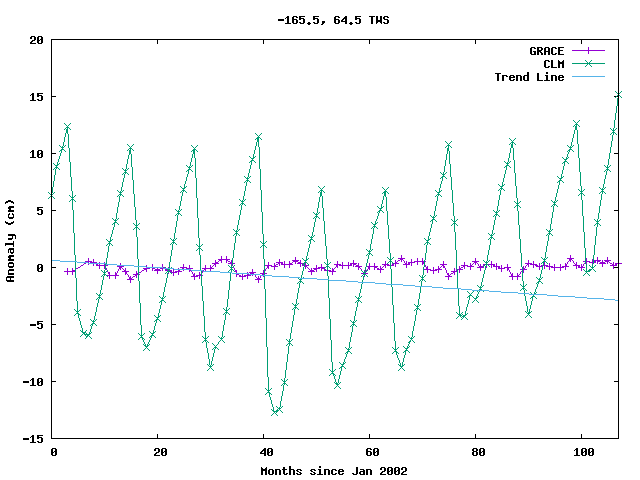 -165.5, 64.5 TWS
GRACE
CLM
Trend Line
20
15
10
5
0
-5
-10
-15
Anomaly (cm)
0 20 40 60 80 100
Months since Jan 2002